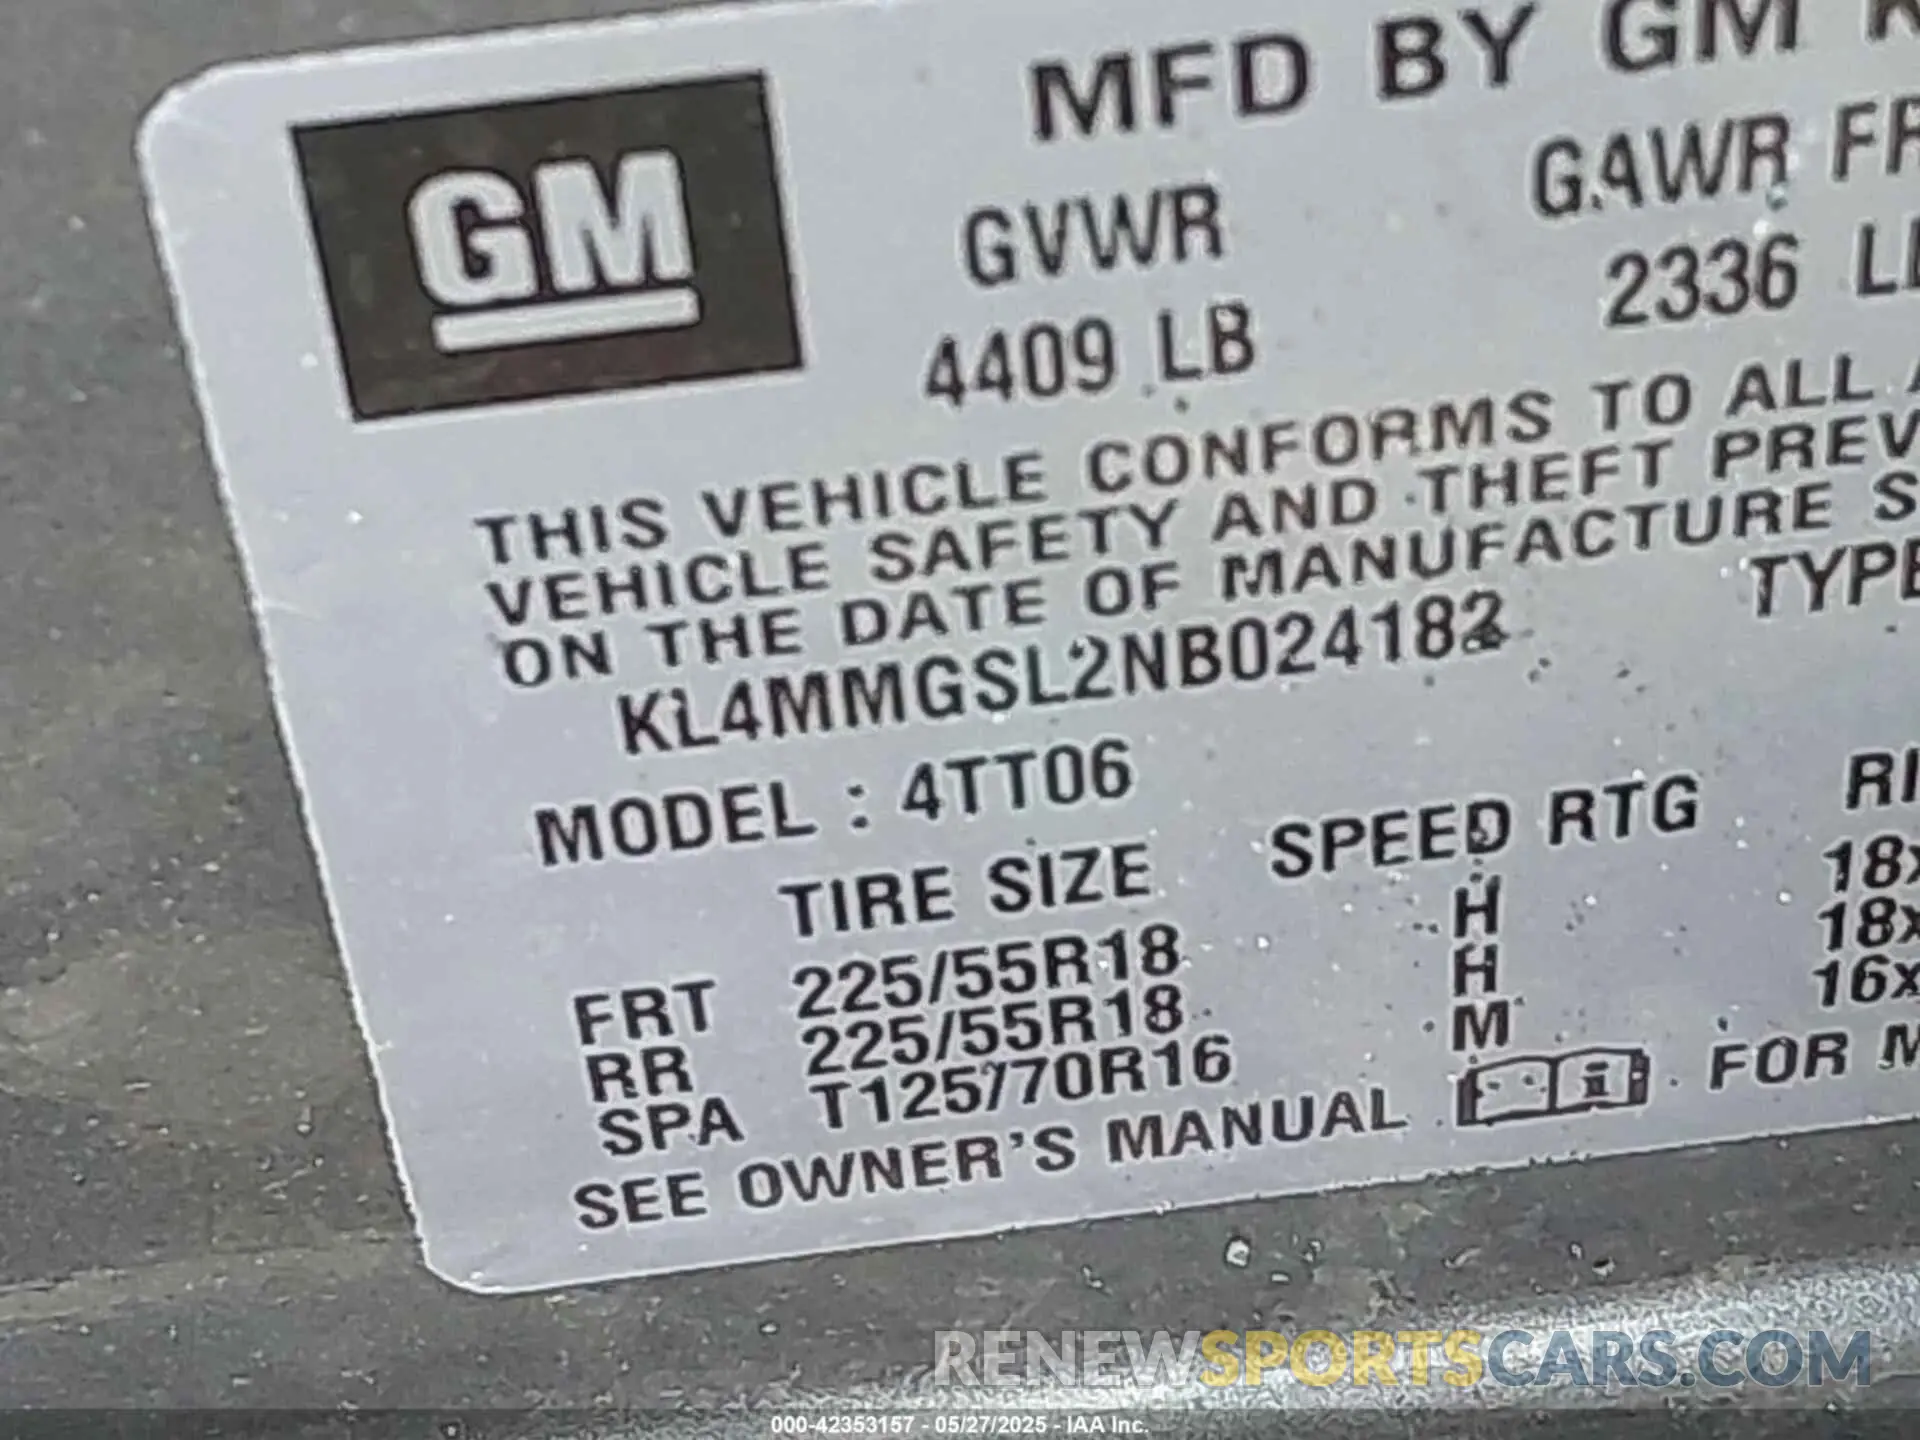 GM
MFD BY GM
GVWR GAWR
4409 LB 2336
THIS VEHICLE CONFORMS TO ALL
VEHICLE SAFETY AND THEFT
ON THE DATE OF MANUFACTURE
KL4MMGSL2NB024182
MODEL : 4TT06
TIRE SIZE SPEED RTG
FRT 225/55R18 H
RR 225/55R18 H
SPA T125/70R16 M
SEE OWNER'S MANUAL FOR
RENEWSPORTSCARS.COM
000-42353157 - 05/27/2025 - IAA Inc.